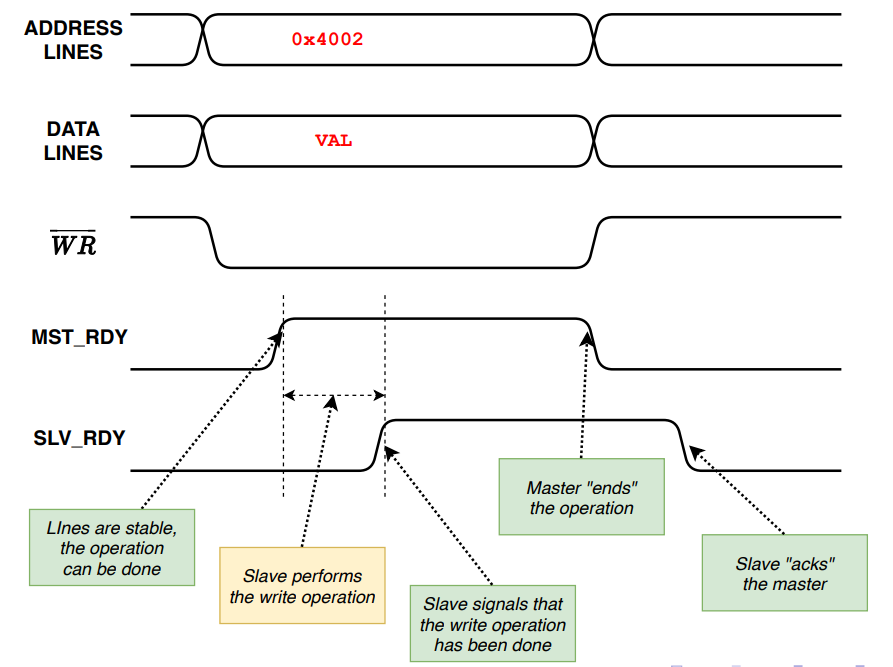 ADDRESS
LINES
0x4002
DATA
LINES
VAL
WR
MST_RDY
SLV_RDY
LInes are stable,
the operation
can be done
Slave performs
the write operation
Slave signals that
the write operation
has been done
Master "ends"
the operation
Slave "acks"
the master